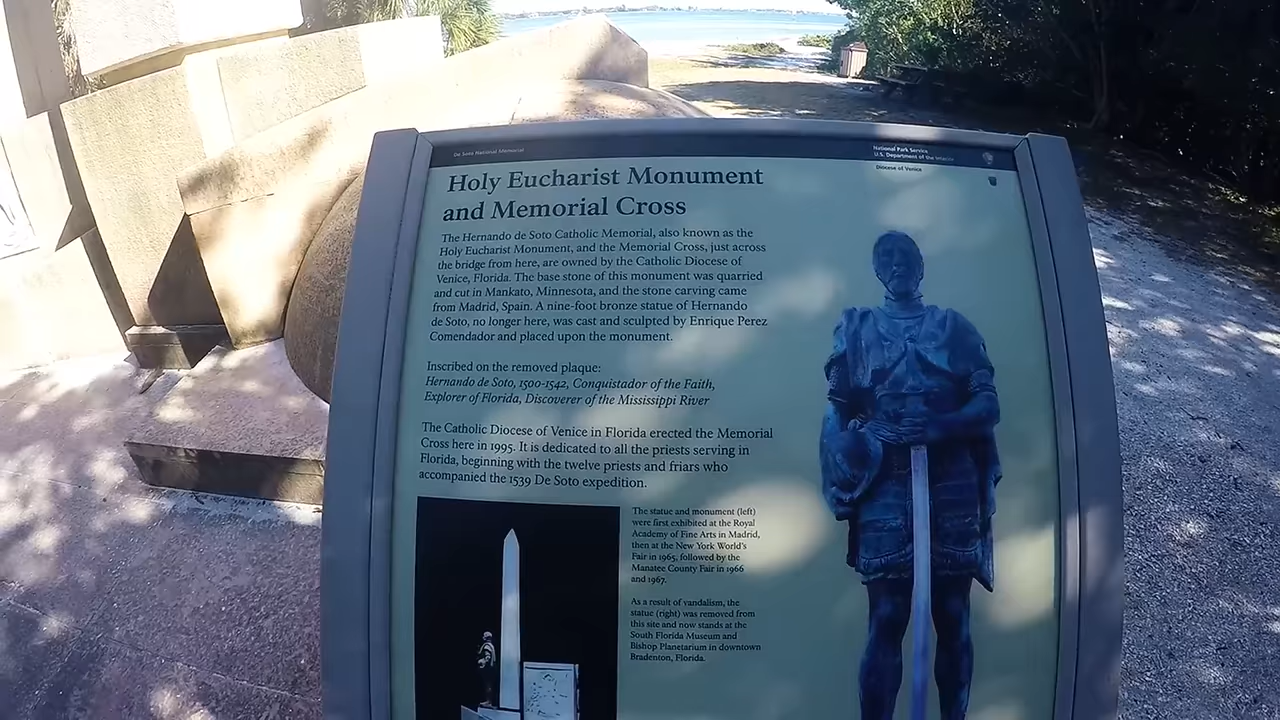 De Soto National Memorial
National Park Service
U.S. Department of the Interior
Diocese of Venice
Holy Eucharist Monument
and Memorial Cross
The Hernando de Soto Catholic Memorial, also known as the
Holy Eucharist Monument, and the Memorial Cross, just across
the bridge from here, are owned by the Catholic Diocese of
Venice, Florida. The base stone of this monument was quarried
and cut in Mankato, Minnesota, and the stone carving came
from Madrid, Spain. A nine-foot bronze statue of Hernando
de Soto, no longer here, was cast and sculpted by Enrique Perez
Comendador and placed upon the monument.
Inscribed on the removed plaque:
Hernando de Soto, 1500-1542, Conquistador of the Faith,
Explorer of Florida, Discoverer of the Mississippi River
The Catholic Diocese of Venice in Florida erected the Memorial
Cross here in 1995. It is dedicated to all the priests serving in
Florida, beginning with the twelve priests and friars who
accompanied the 1539 De Soto expedition.
The statue and monument (left)
were first exhibited at the Royal
Academy of Fine Arts in Madrid,
then at the New York World's
Fair in 1965, followed by the
Manatee County Fair in 1966
and 1967.
As a result of vandalism, the
statue (right) was removed from
this site and now stands at the
South Florida Museum and
Bishop Planetarium in downtown
Bradenton, Florida.